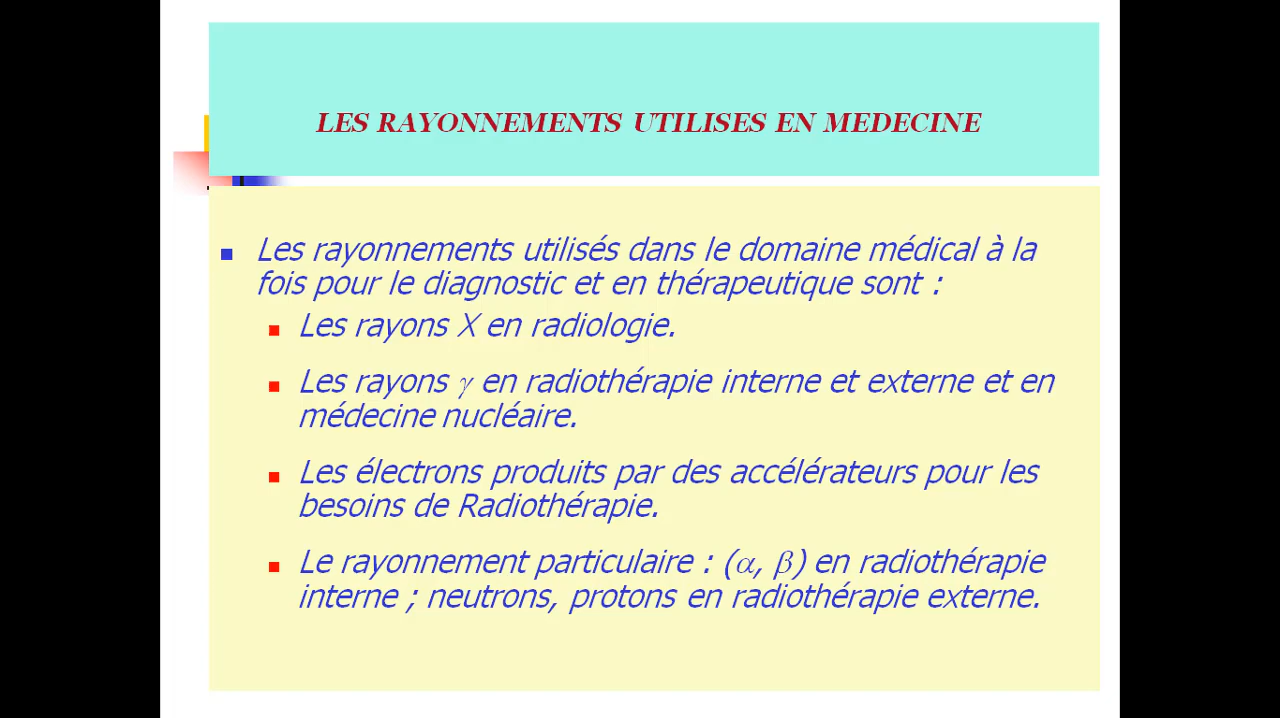 LES RAYONNEMENTS UTILISES EN MEDECINE
Les rayonnements utilisés dans le domaine médical à la
fois pour le diagnostic et en thérapeutique sont :
Les rayons X en radiologie.
Les rayons γ en radiothérapie interne et externe et en
médecine nucléaire.
Les électrons produits par des accélérateurs pour les
besoins de Radiothérapie.
Le rayonnement particulaire : (α, β) en radiothérapie
interne ; neutrons, protons en radiothérapie externe.